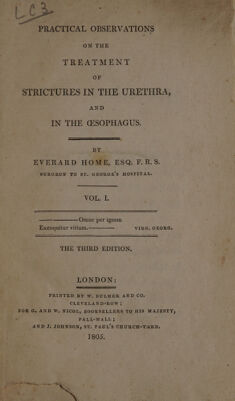 LC3
PRACTICAL OBSERVATIONS
ON THE
TREATMENT
OF
STRICTURES IN THE URETHRA,
AND
IN THE ŒSOPHAGUS.
BY
EVERARD HOME, ESQ. F. R. S.
SURGEON TO ST. GEORGE'S HOSPITAL.
VOL. I.
——————Omne per ignem
Excoquitur vitium.———— VIRG. GEORG.
THE THIRD EDITION.
LONDON:
PRINTED BY W. BULMER AND CO.
CLEVELAND-ROW;
FOR G. AND W. NICOL, BOOKSELLERS TO HIS MAJESTY,
PALL-MALL;
AND J. JOHNSON, ST. PAUL'S CHURCH-YARD.
1805.